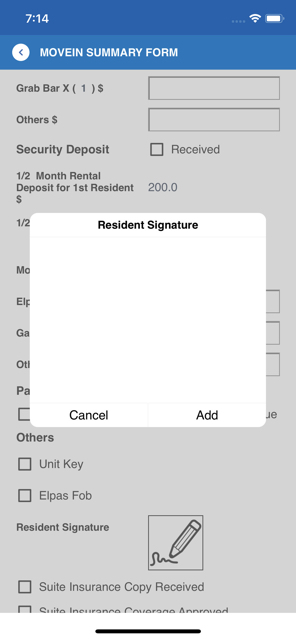 7:14
MOVEIN SUMMARY FORM
Grab Bar X ( 1 ) $
Others $
Security Deposit
Received
1/2 Month Rental
Deposit for 1st Resident
$
200.0
1/2
Resident Signature
Mo
Elp
Ga
Oth
Pa
Cancel
Add
ue
Others
Unit Key
Elpas Fob
Resident Signature
Suite Insurance Copy Received
Suite Insurance Coverage Approved